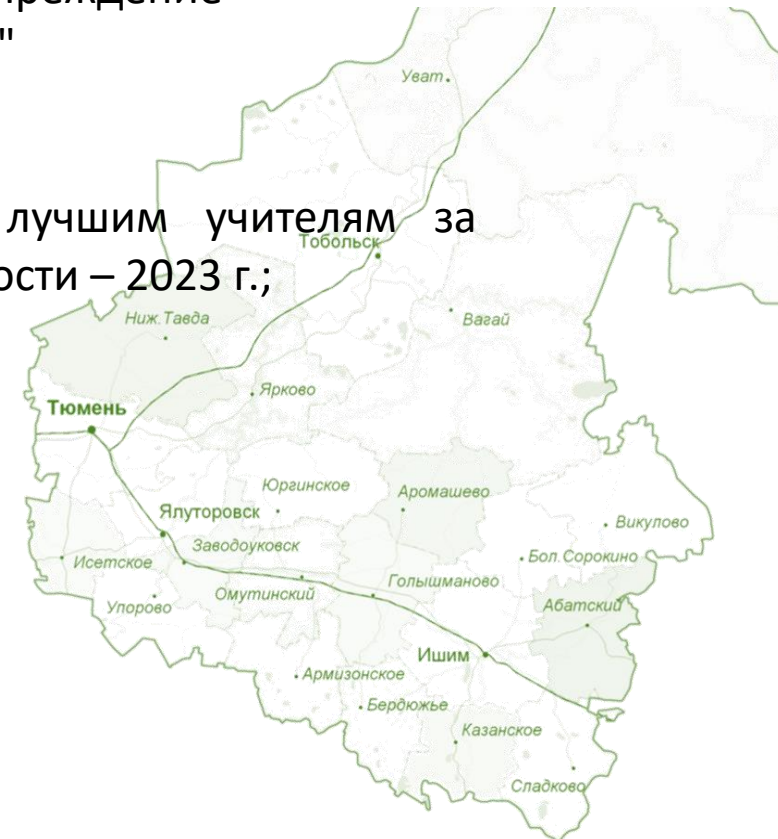 реждение
"
лучшим учителям за
ости – 2023 г.;
Уват
Тобольск
Ниж.Тавда
Вагай
Ярково
Тюмень
Юргинское
Аромашево
Ялуторовск
Викулово
Заводоуковск
Бол.Сорокино
Исетское
Голышманово
Омутинский
Абатский
Упорово
Ишим
Армизонское
Бердюжье
Казанское
Сладково